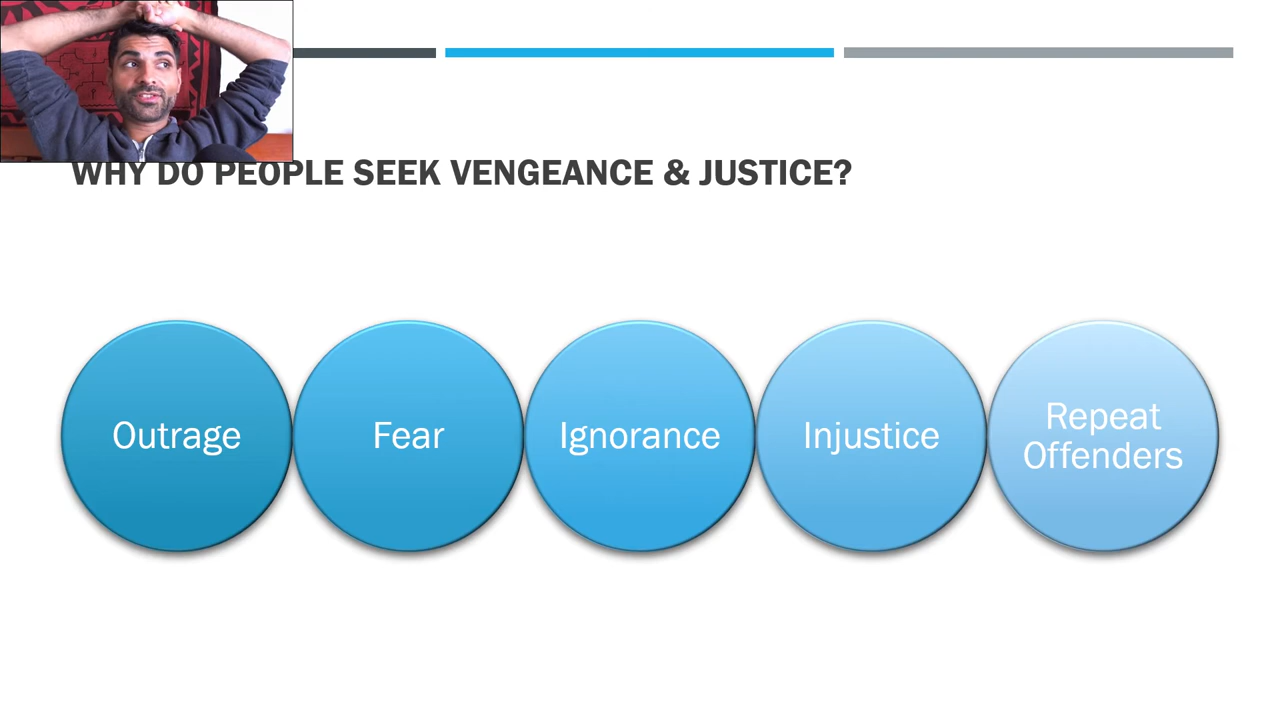 WHY DO PEOPLE SEEK VENGEANCE & JUSTICE?
Outrage
Fear
Ignorance
Injustice
Repeat
Offenders